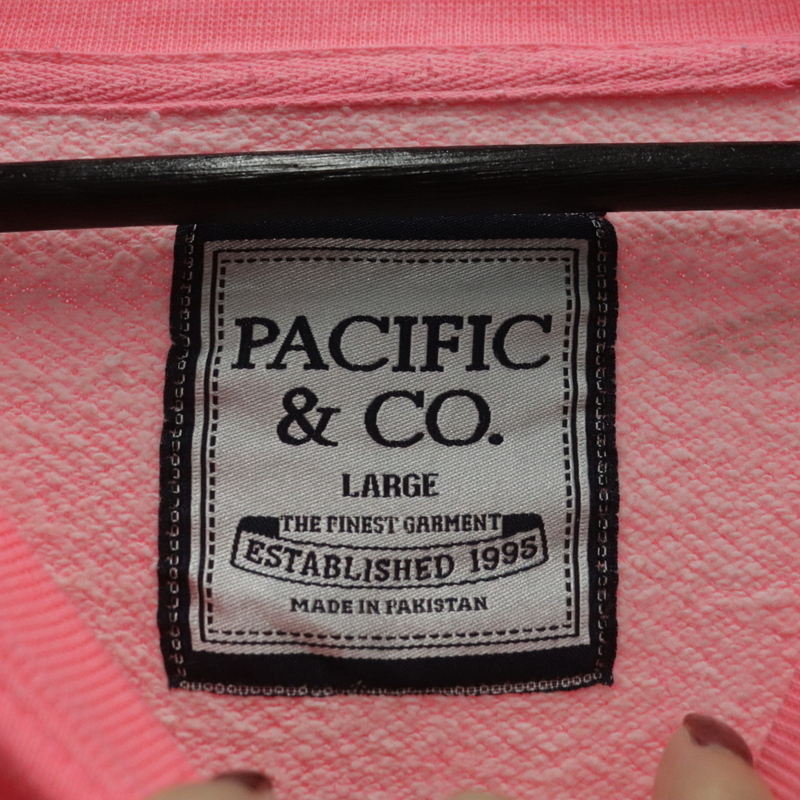 PACIFIC
& CO.
LARGE
THE FINEST GARMENT
ESTABLISHED 1995
MADE IN PAKISTAN